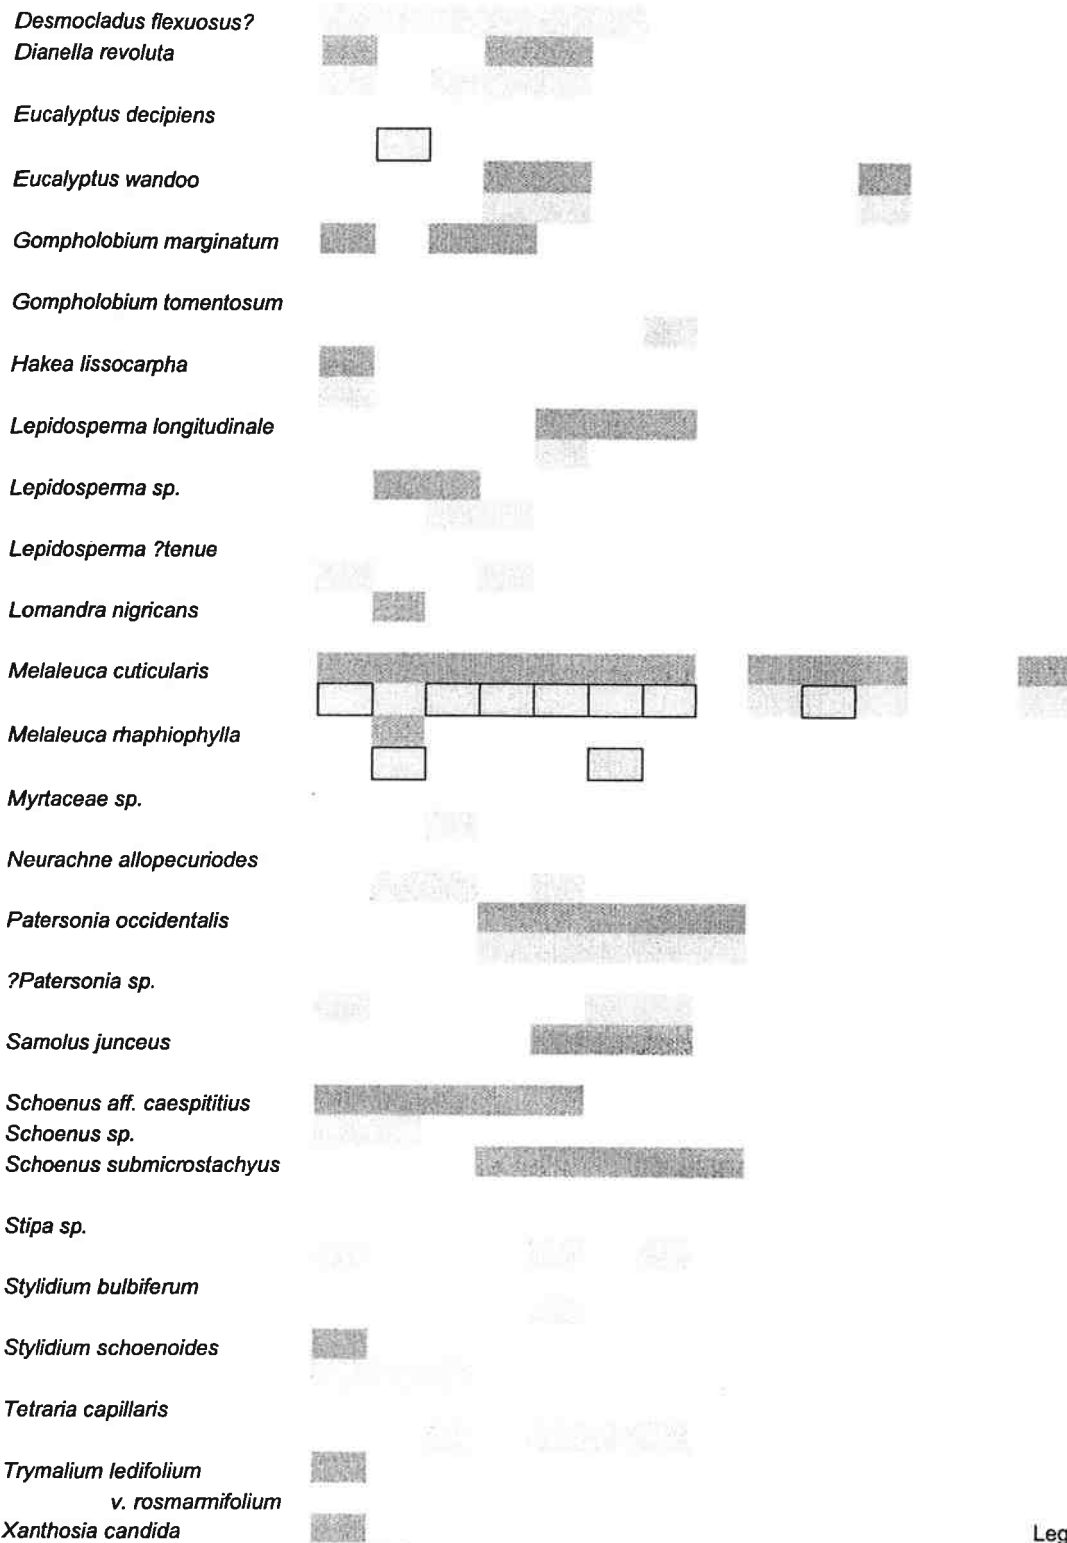 Desmocladus flexuosus?
Dianella revoluta
Eucalyptus decipiens
Eucalyptus wandoo
Gompholobium marginatum
Gompholobium tomentosum
Hakea lissocarpha
Lepidosperma longitudinale
Lepidosperma sp.
Lepidosperma ?tenue
Lomandra nigricans
Melaleuca cuticularis
Melaleuca rhaphiophylla
Myrtaceae sp.
Neurachne allopecuriodes
Patersonia occidentalis
?Patersonia sp.
Samolus junceus
Schoenus aff. caespititius
Schoenus sp.
Schoenus submicrostachyus
Stipa sp.
Stylidium bulbiferum
Stylidium schoenoides
Tetraria capillaris
Trymalium ledifolium
v. rosmarmifolium
Xanthosia candida
Leg